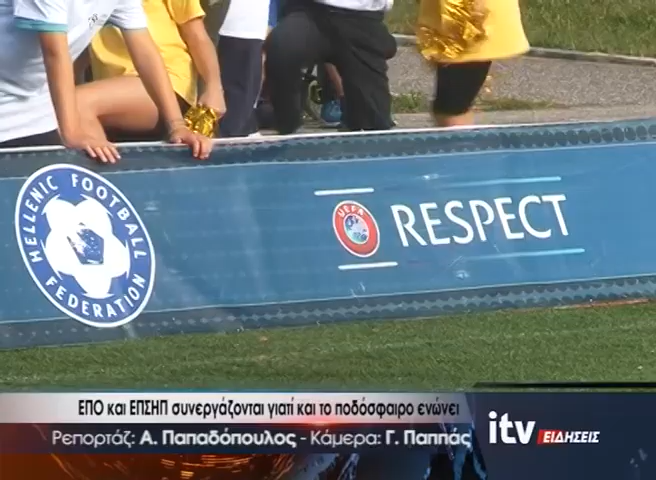 HELLENIC FOOTBALL FEDERATION
UEFA
RESPECT
ΕΠΟ και ΕΠΣΗΠ συνεργάζονται γιατί και το ποδόσφαιρο ενώνει
Ρεπορτάζ: Α. Παπαδόπουλος - Κάμερα: Γ. Παππάς
itv ΕΙΔΗΣΕΙΣ